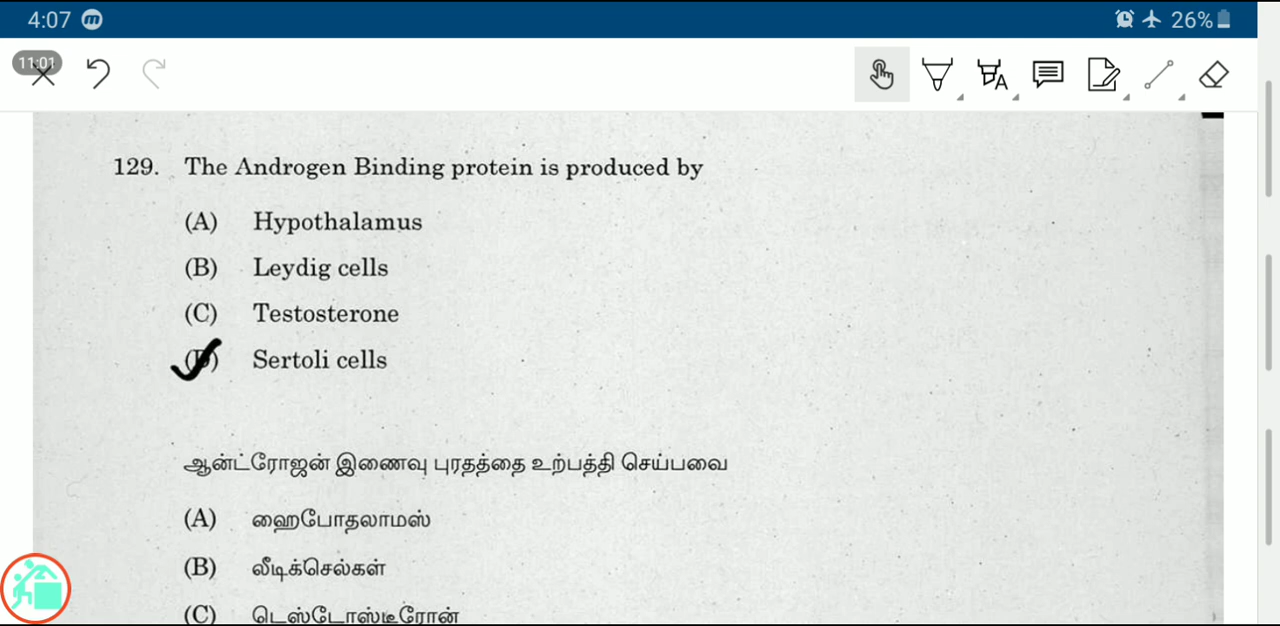 4:07 m 26%
11:01
129. The Androgen Binding protein is produced by
(A) Hypothalamus
(B) Leydig cells
(C) Testosterone
(D) Sertoli cells
ஆன்ட்ரோஜன் இணைவு புரதத்தை உற்பத்தி செய்பவை
(A) ஹைபோதலாமஸ்
(B) லீடிக்செல்கள்
(C) டெஸ்டோஸ்டீரோன்